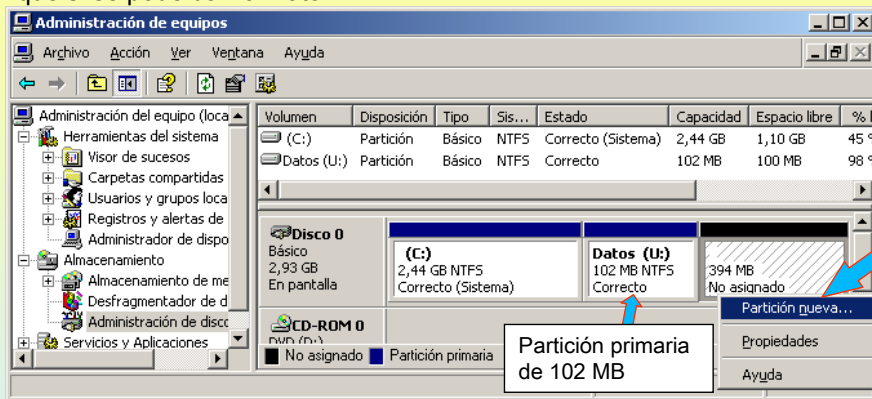 Administración de equipos
Archivo Acción Ver Ventana Ayuda
Administración del equipo (loca
Herramientas del sistema
Visor de sucesos
Carpetas compartidas
Usuarios y grupos loca
Registros y alertas de
Administrador de dispo
Almacenamiento
Almacenamiento de me
Desfragmentador de d
Administración de disc
Servicios y Aplicaciones
Volumen Disposición Tipo Sis... Estado Capacidad Espacio libre %
(C:) Partición Básico NTFS Correcto (Sistema) 2,44 GB 1,10 GB 45
Datos (U:) Partición Básico NTFS Correcto 102 MB 100 MB 98
Disco 0
Básico
2,93 GB
En pantalla
(C:)
2,44 GB NTFS
Correcto (Sistema)
Datos (U:)
102 MB NTFS
Correcto
394 MB
No asignado
CD-ROM 0
DVD (D:)
No asignado Partición primaria
Partición nueva...
Propiedades
Ayuda
Partición primaria
de 102 MB